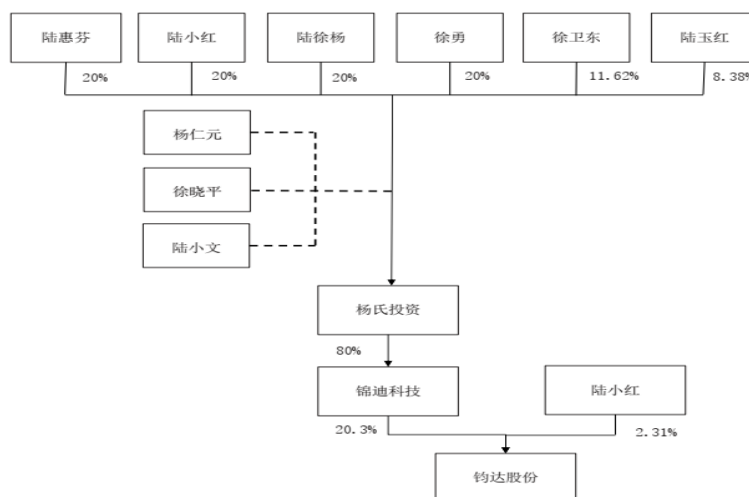 陆惠芬
陆小红
陆徐杨
徐勇
徐卫东
陆玉红
20%
20%
20%
20%
11.62%
8.38%
杨仁元
徐晓平
陆小文
杨氏投资
80%
锦迪科技
陆小红
20.3%
2.31%
钧达股份